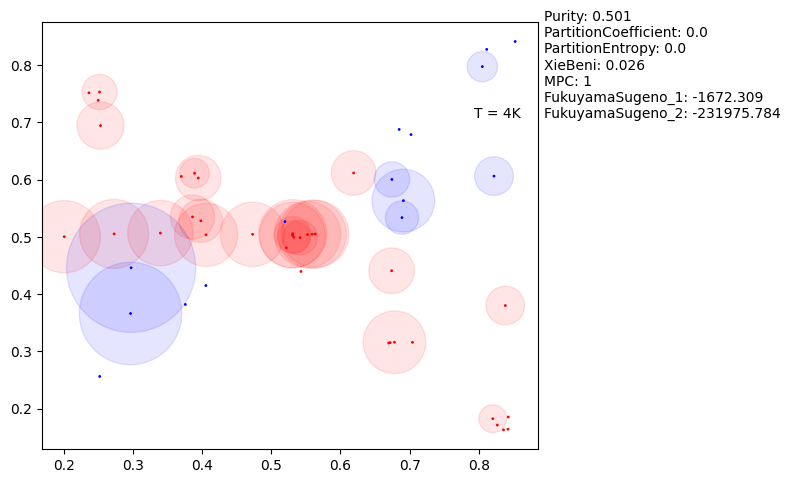 Purity: 0.501
PartitionCoefficient: 0.0
PartitionEntropy: 0.0
XieBeni: 0.026
MPC: 1
FukuyamaSugeno_1: -1672.309
FukuyamaSugeno_2: -231975.784
T = 4K
0.8
0.7
0.6
0.5
0.4
0.3
0.2
0.2 0.3 0.4 0.5 0.6 0.7 0.8